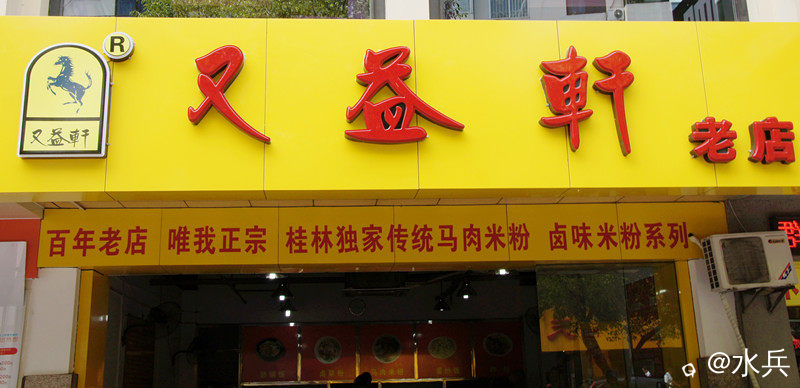 ® 又益軒老店
又益軒
百年老店 唯我正宗 桂林独家传统马肉米粉 卤味米粉系列
@水兵